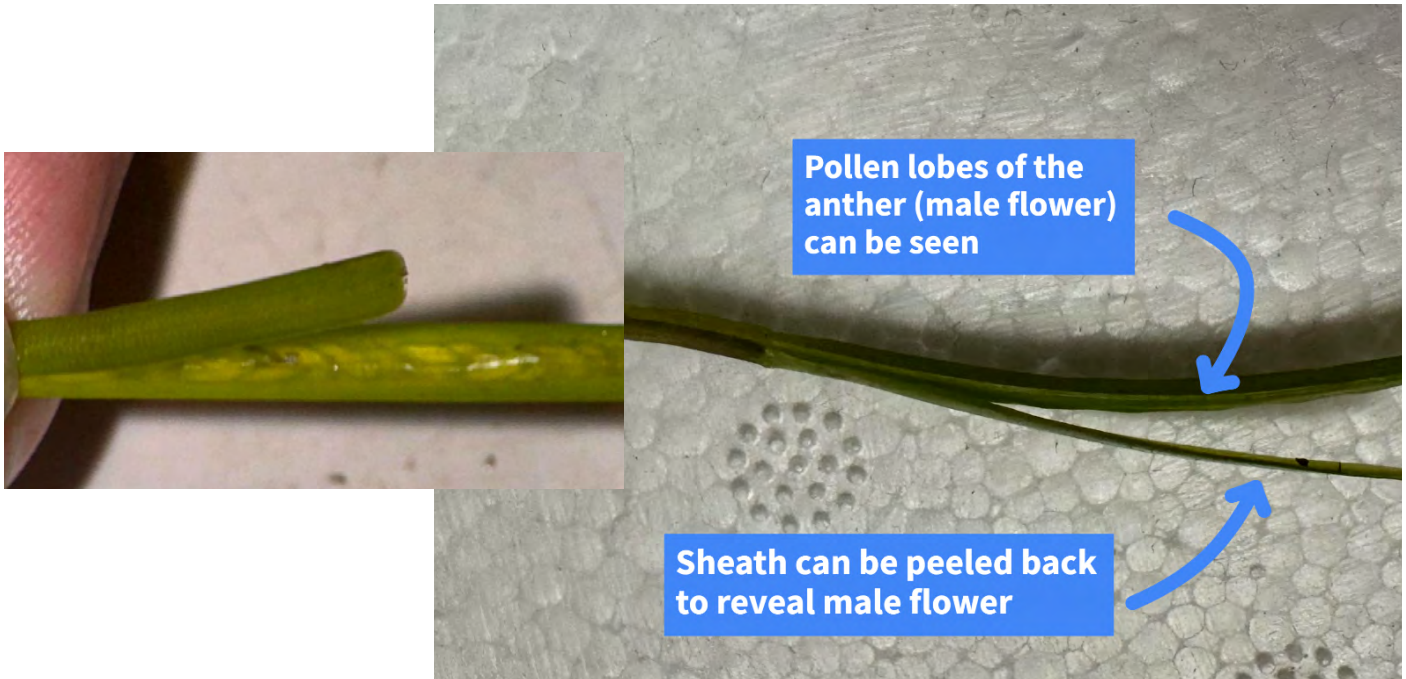 Pollen lobes of the
anther (male flower)
can be seen
Sheath can be peeled back
to reveal male flower